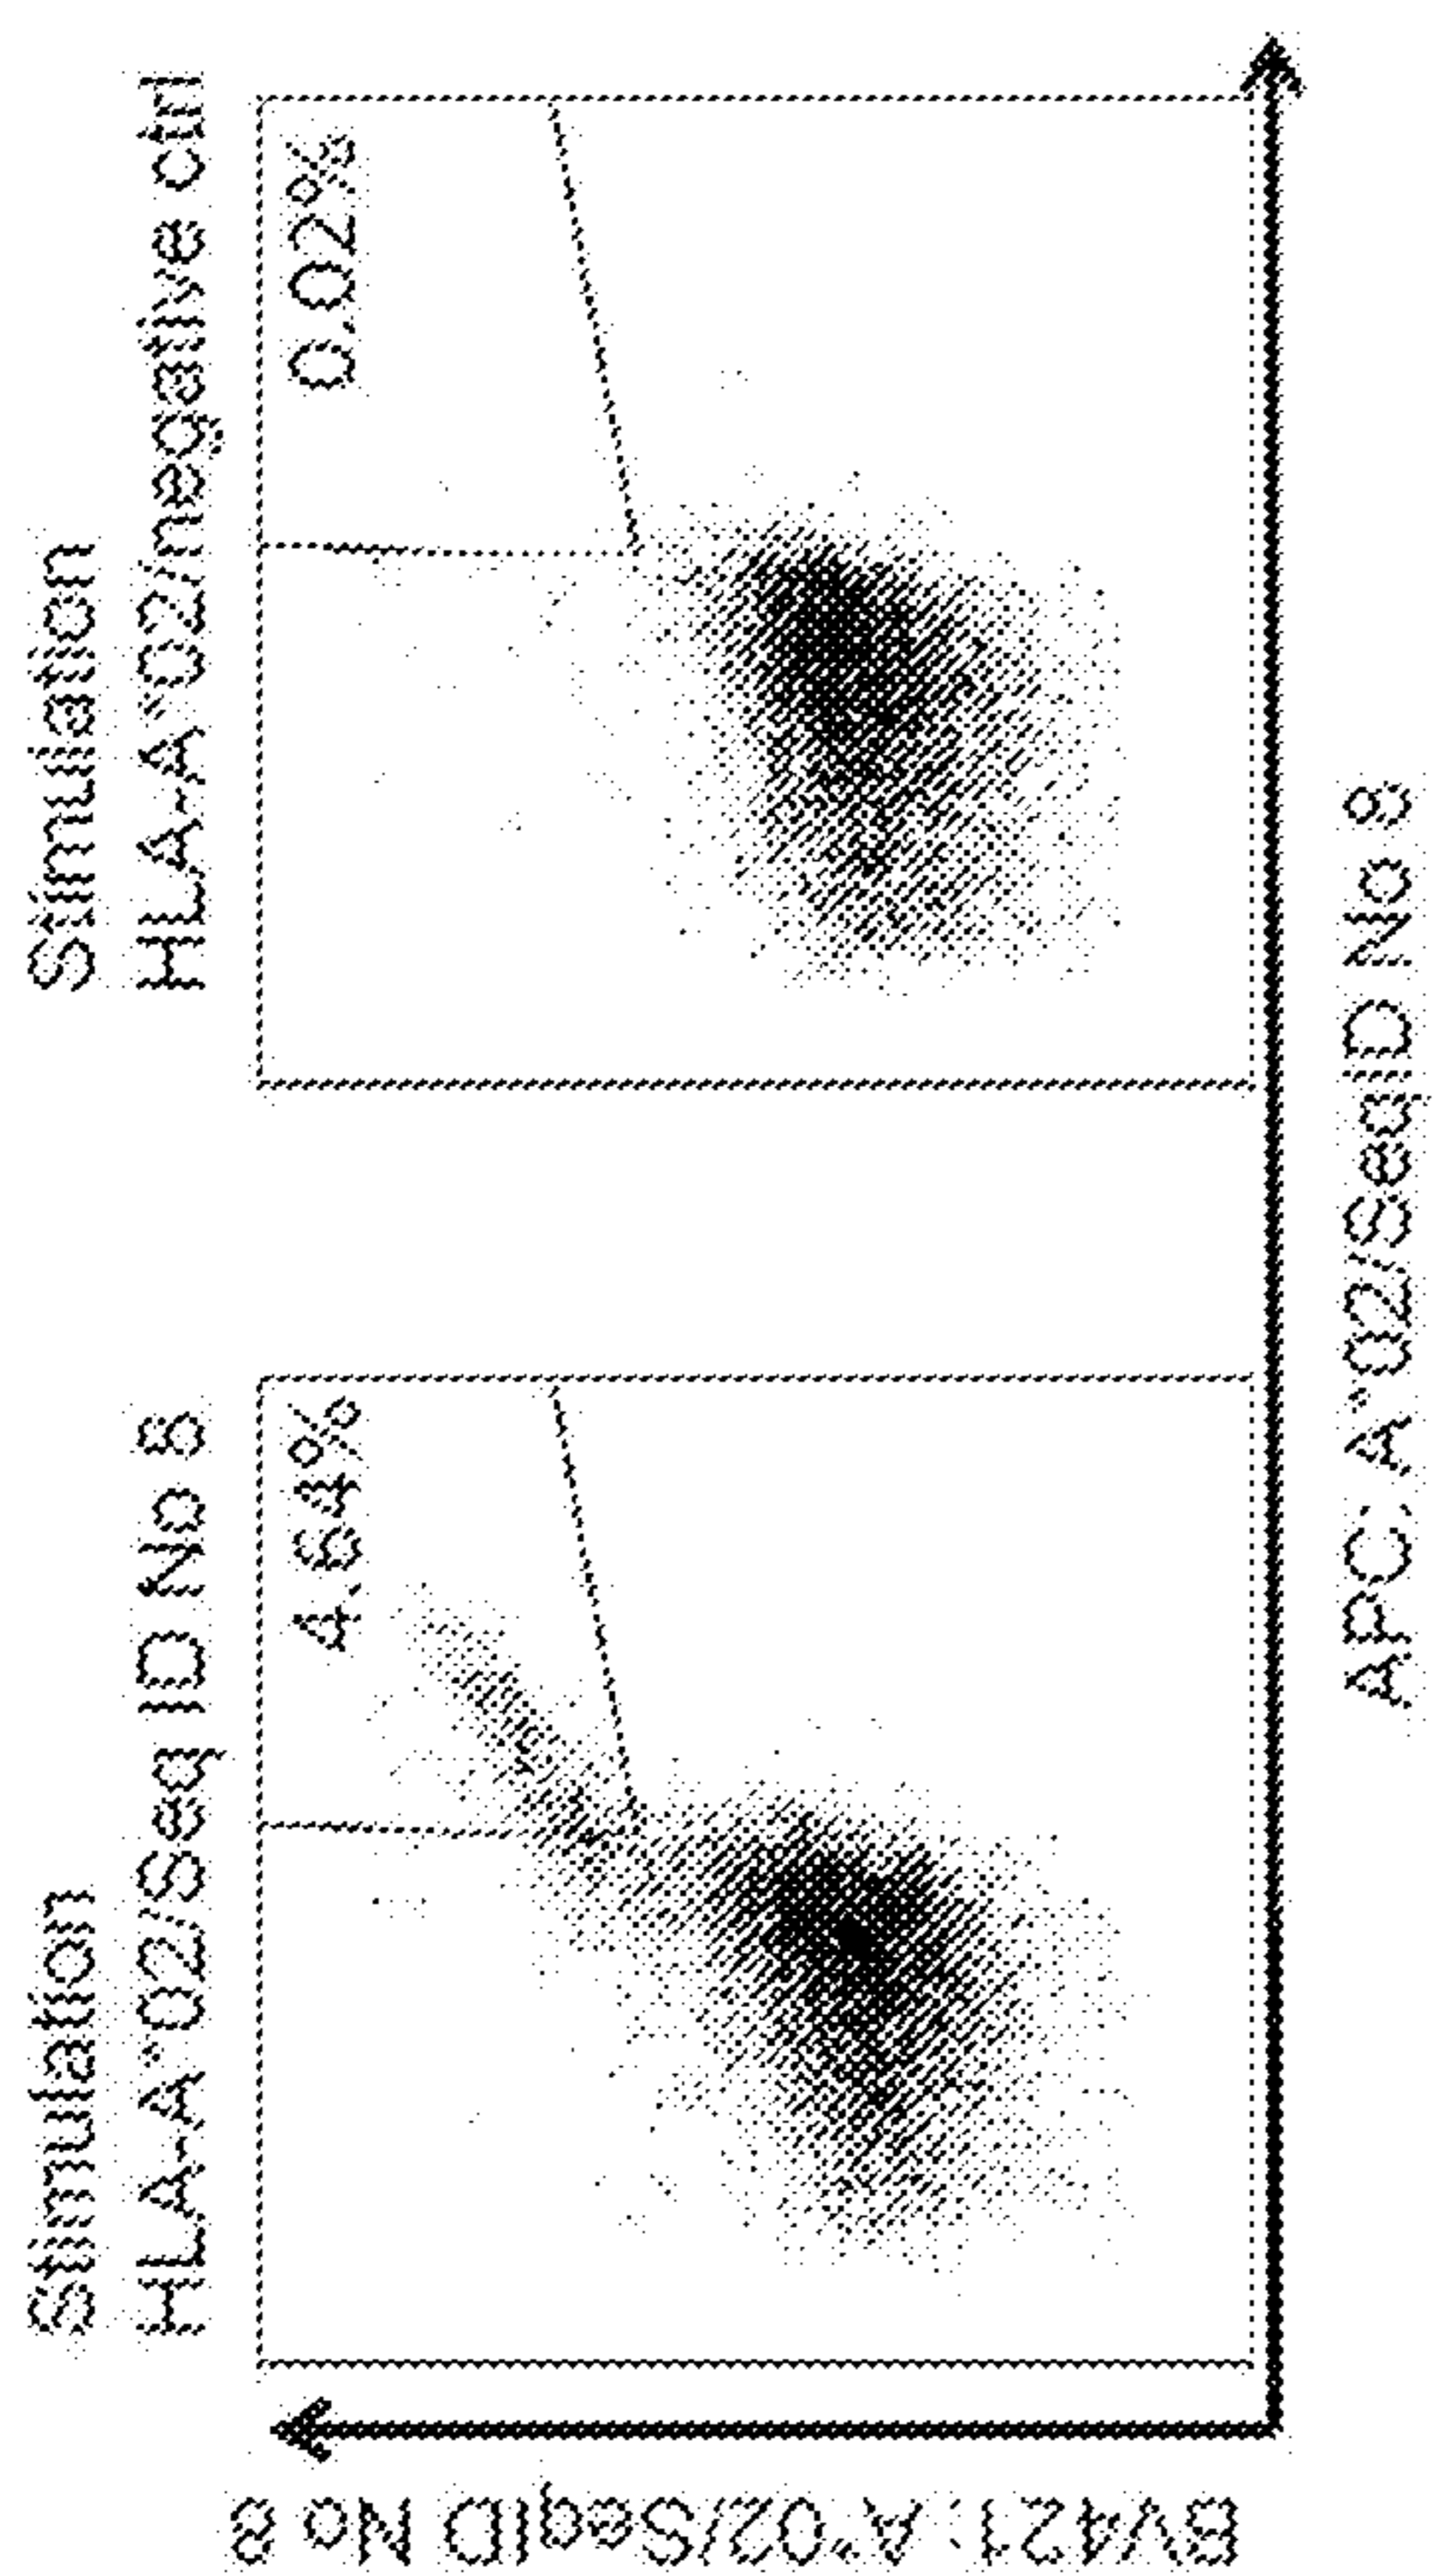 Stimulation
HLA-A*02/Seq ID No 8
4.64%
Stimulation
HLA-A*02/negative ctrl
0.02%
BV421: A*02/SeqID No 8
APC: A*02/SeqID No 8